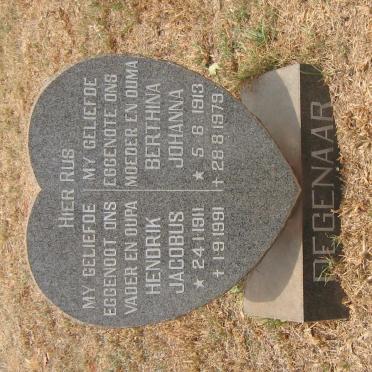 HIER RUS
MY GELIEFDE
EGGENOOT ONS
VADER EN OUPA
HENDRIK
JACOBUS
★ 24·1·1911
† 1·9·1991
MY GELIEFDE
EGGENOTE ONS
MOEDER EN OUMA
BERTHINA
JOHANNA
★ 5·6·1913
† 28·8·1979
DEGENAAR